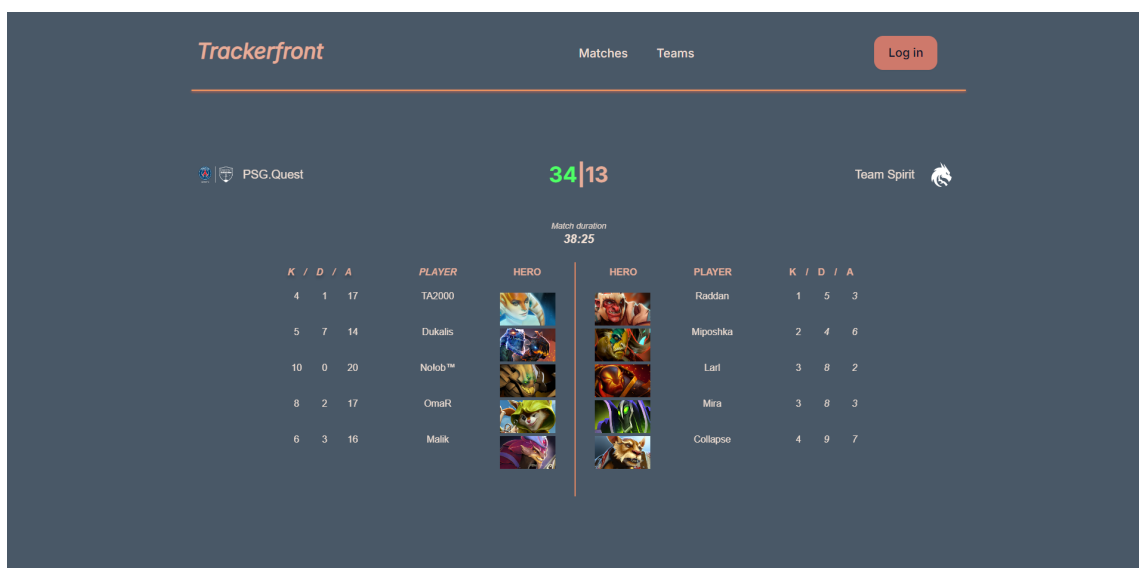 Trackerfront Matches Teams Log in
PSG.Quest 34|13 Team Spirit
Match duration
38:25
K / D / A PLAYER HERO HERO PLAYER K / D / A
4 1 17 TA2000 Raddan 1 5 3
5 7 14 Dukalis Miposhka 2 4 6
10 0 20 Nolob™ Larl 3 8 2
8 2 17 OmaR Mira 3 8 3
6 3 16 Malik Collapse 4 9 7